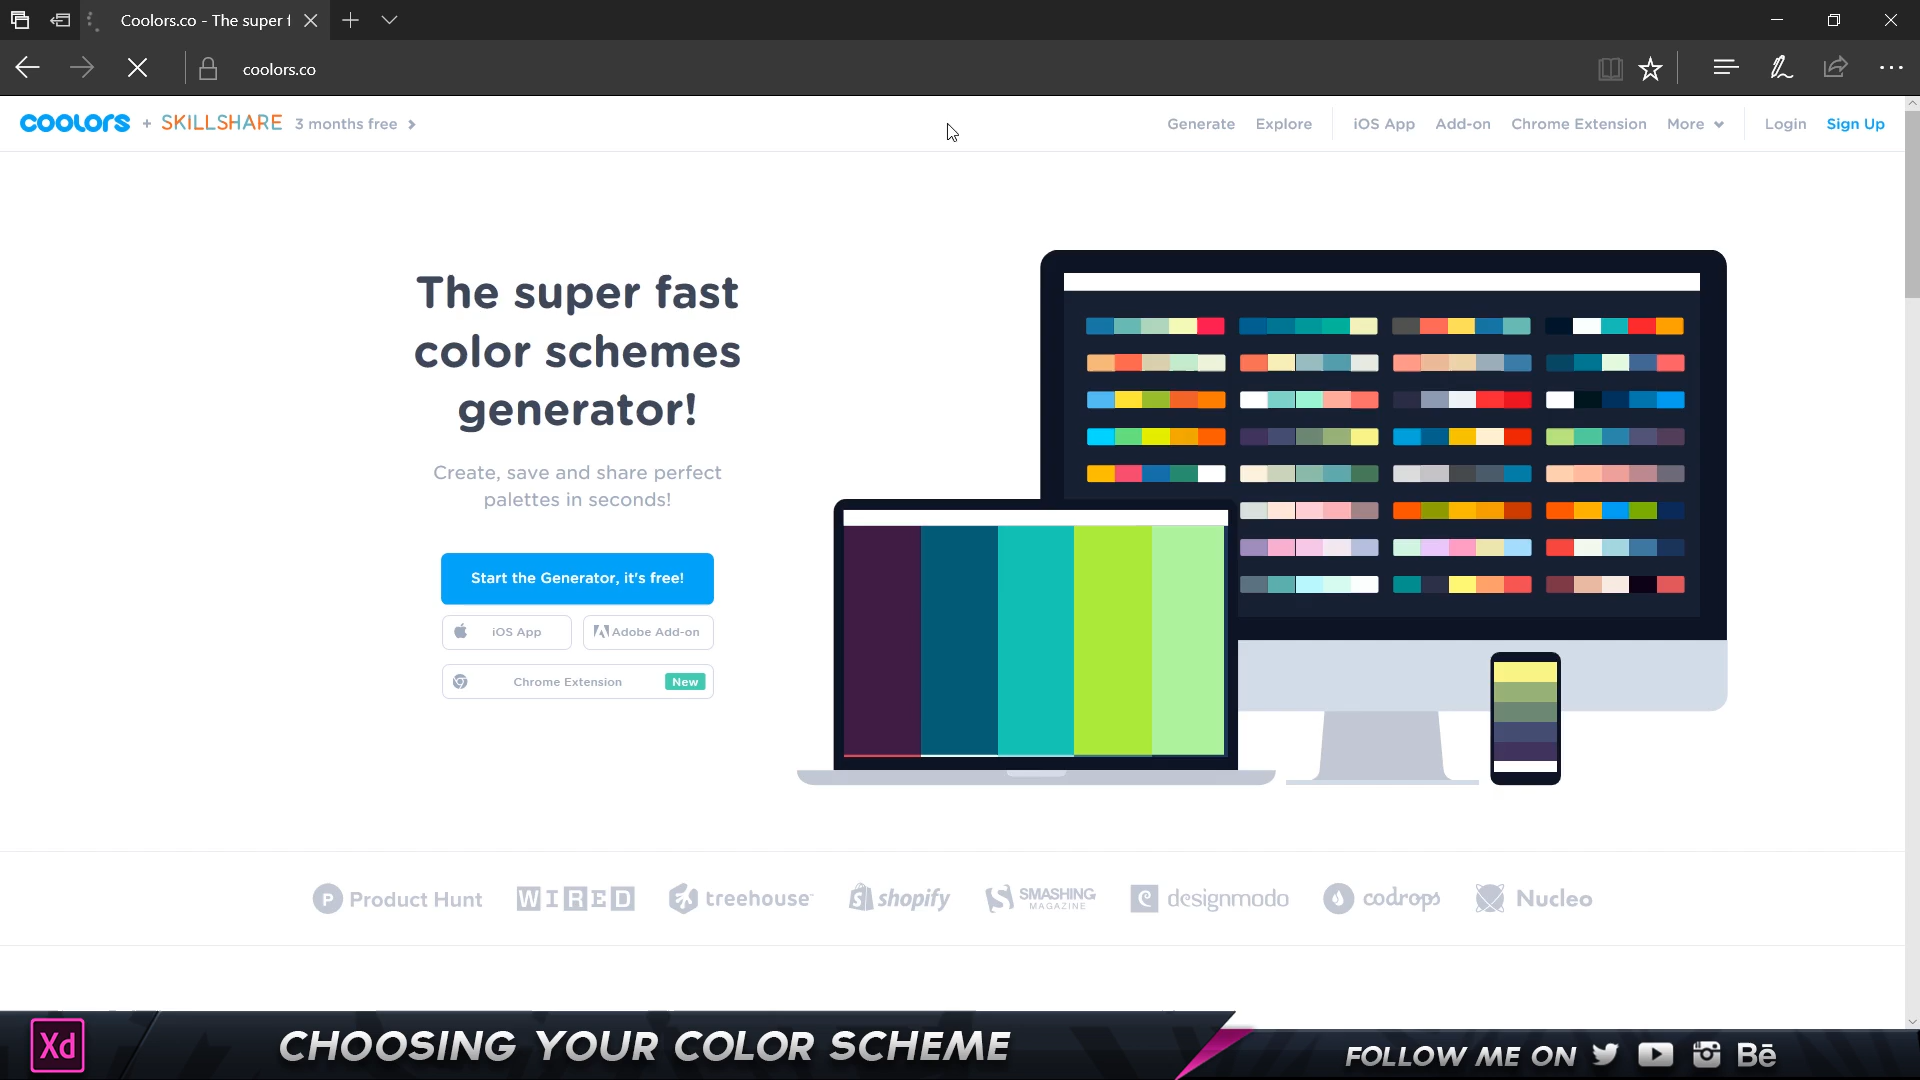 Coolors.co - The super f
coolors.co
coolors + SKILLSHARE 3 months free
Generate Explore iOS App Add-on Chrome Extension More Login Sign Up
The super fast
color schemes
generator!
Create, save and share perfect
palettes in seconds!
Start the Generator, it's free!
iOS App
Adobe Add-on
Chrome Extension New
P Product Hunt WIRED treehouse shopify SMASHING MAGAZINE designmodo codrops Nucleo
Xd CHOOSING YOUR COLOR SCHEME
FOLLOW ME ON Bē